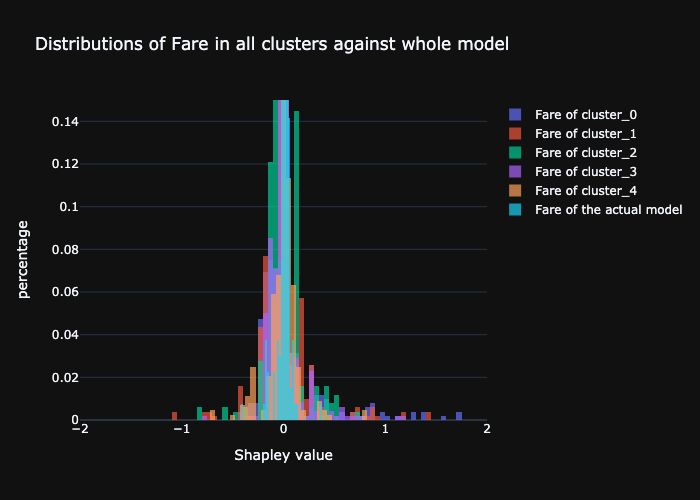 Distributions of Fare in all clusters against whole model
0.14
0.12
0.1
0.08
0.06
0.04
0.02
0
percentage
−2
−1
0
1
2
Shapley value
Fare of cluster_0
Fare of cluster_1
Fare of cluster_2
Fare of cluster_3
Fare of cluster_4
Fare of the actual model